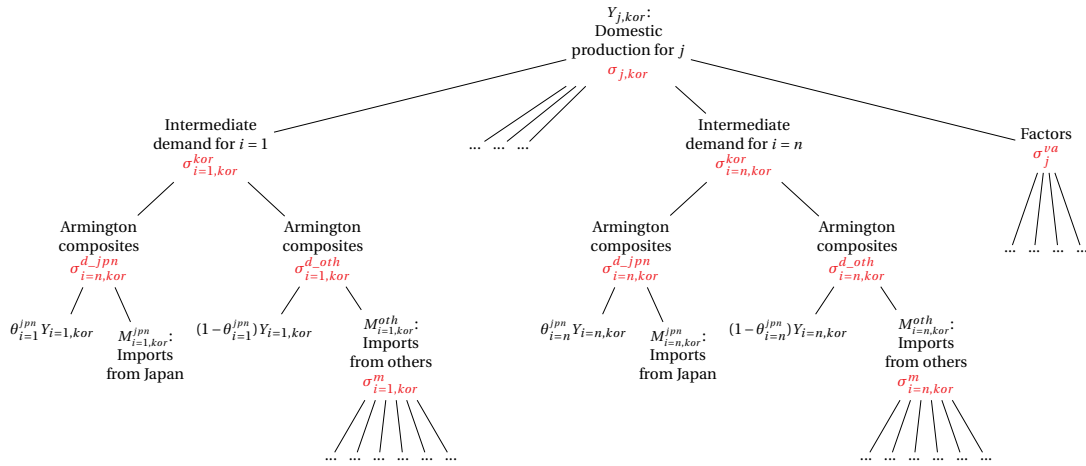 Y_{j,kor}:
Domestic
production for j
σ_{j,kor}
Intermediate
demand for i = 1
σ^{kor}_{i=1,kor}
... ... ...
Intermediate
demand for i = n
σ^{kor}_{i=n,kor}
Factors
σ^{va}_{j}
... ... ... ...
Armington
composites
σ^{d_jpn}_{i=n,kor}
Armington
composites
σ^{d_oth}_{i=1,kor}
Armington
composites
σ^{d_jpn}_{i=n,kor}
Armington
composites
σ^{d_oth}_{i=n,kor}
θ^{jpn}_{i=1} Y_{i=1,kor}
M^{jpn}_{i=1,kor}:
Imports
from Japan
(1−θ^{jpn}_{i=1})Y_{i=1,kor}
M^{oth}_{i=1,kor}:
Imports
from others
σ^{m}_{i=1,kor}
... ... ... ... ... ...
θ^{jpn}_{i=n} Y_{i=n,kor}
M^{jpn}_{i=n,kor}:
Imports
from Japan
(1−θ^{jpn}_{i=n})Y_{i=n,kor}
M^{oth}_{i=n,kor}:
Imports
from others
σ^{m}_{i=n,kor}
... ... ... ... ... ...